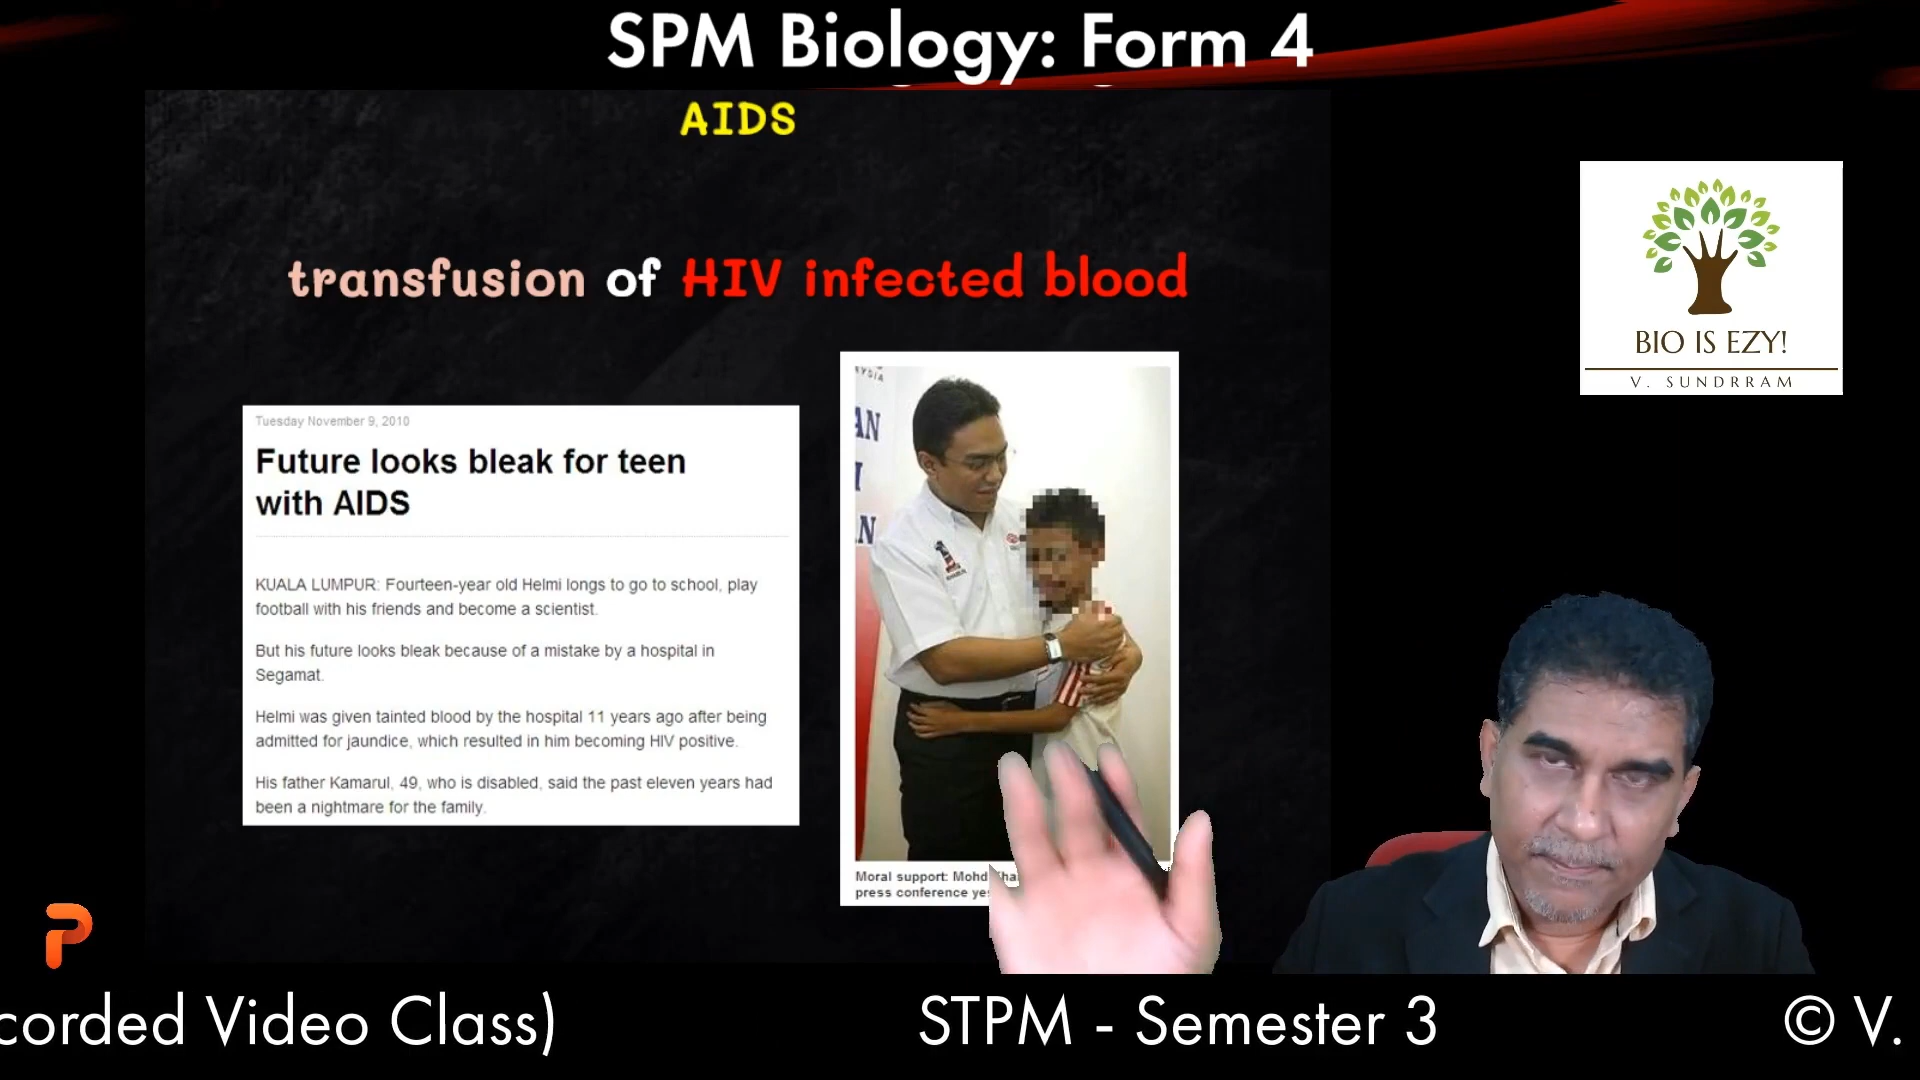 SPM Biology: Form 4
AIDS
transfusion of HIV infected blood
BIO IS EZY!
V. SUNDRRAM
Tuesday November 9, 2010
Future looks bleak for teen
with AIDS
KUALA LUMPUR: Fourteen-year old Helmi longs to go to school, play
football with his friends and become a scientist.
But his future looks bleak because of a mistake by a hospital in
Segamat.
Helmi was given tainted blood by the hospital 11 years ago after being
admitted for jaundice, which resulted in him becoming HIV positive.
His father Kamarul, 49, who is disabled, said the past eleven years had
been a nightmare for the family.
AN
N
Moral support: Mohd
press conference
corded Video Class)
STPM - Semester 3
© V.